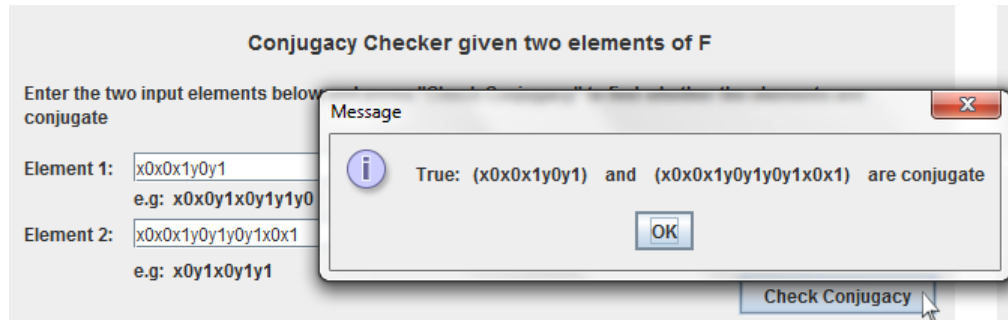 Conjugacy Checker given two elements of F
Enter the two input elements below
conjugate
Message
True: (x0x0x1y0y1) and (x0x0x1y0y1y0y1x0x1) are conjugate
OK
Element 1: x0x0x1y0y1
e.g: x0x0y1x0y1y1y0
Element 2: x0x0x1y0y1y0y1x0x1
e.g: x0y1x0y1y1
Check Conjugacy